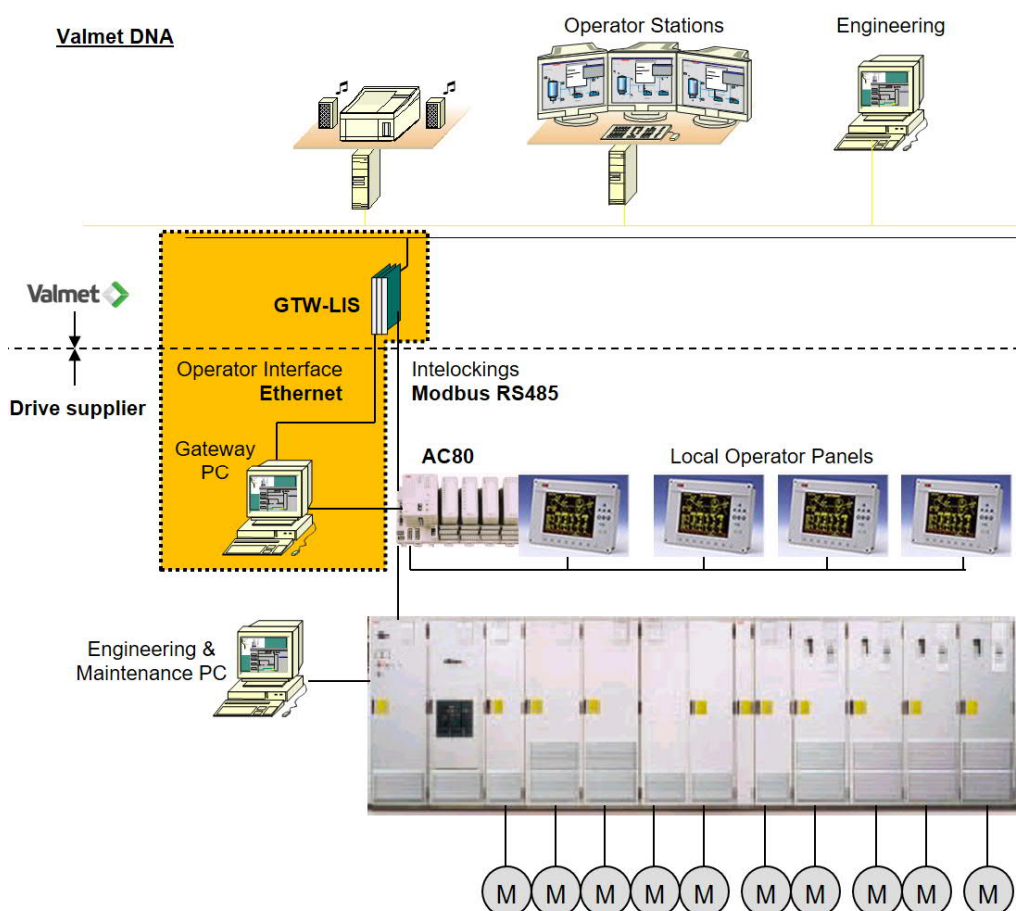 Valmet DNA
Operator Stations
Engineering
Valmet
GTW-LIS
Operator Interface
Ethernet
Intelockings
Modbus RS485
Drive supplier
Gateway
PC
AC80
Local Operator Panels
Engineering &
Maintenance PC
M M M M M M M M M M